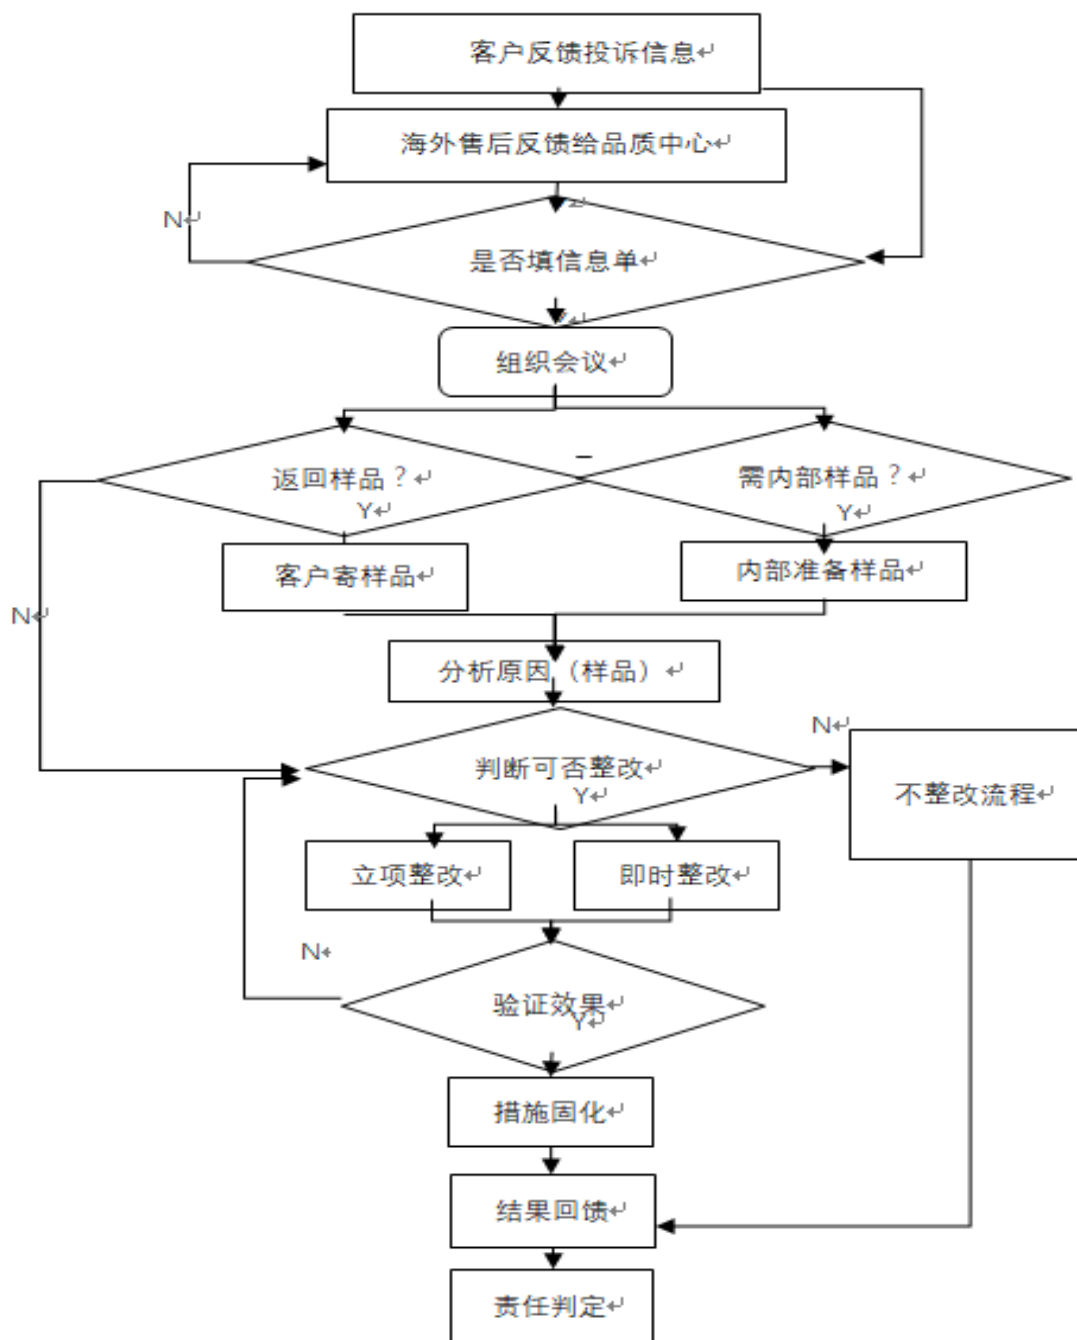 客户反馈投诉信息
海外售后反馈给品质中心
N
是否填信息单
组织会议
返回样品？
需内部样品？
Y
Y
客户寄样品
内部准备样品
N
分析原因（样品）
N
判断可否整改
Y
不整改流程
立项整改
即时整改
N
验证效果
Y
措施固化
结果回馈
责任判定